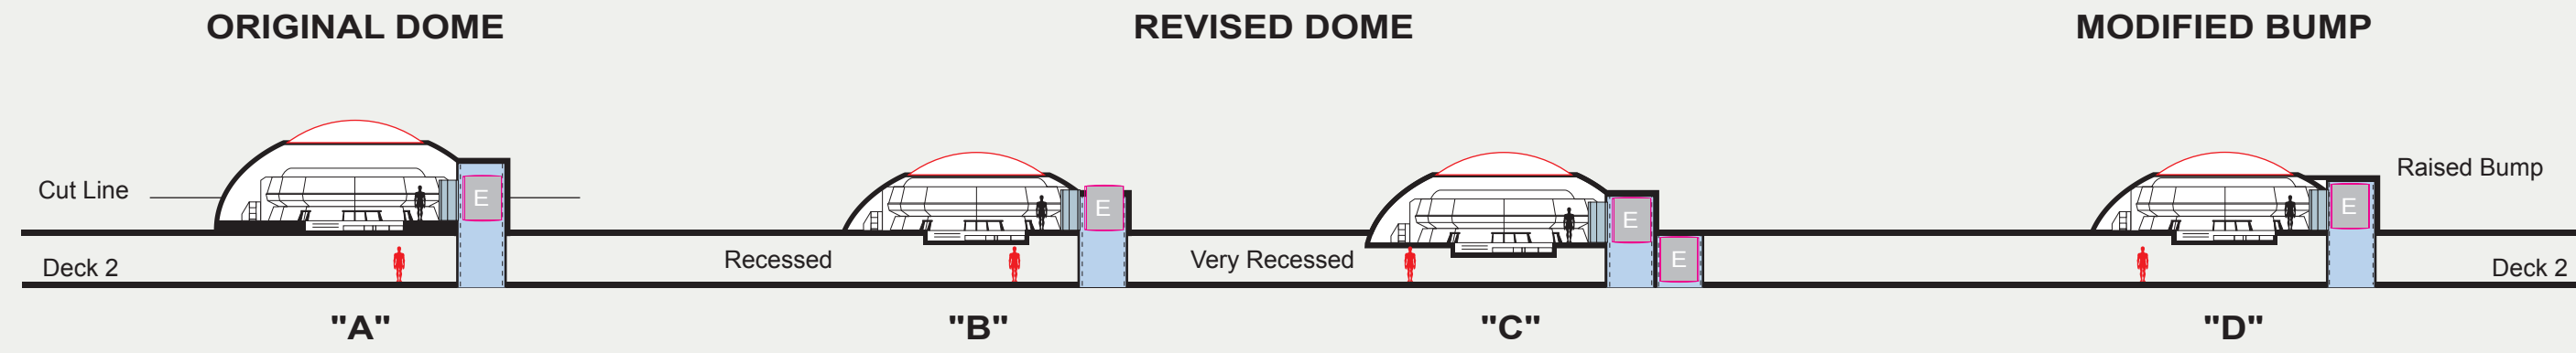 ORIGINAL DOME
REVISED DOME
MODIFIED BUMP
Cut Line
E
E
E
E
E
Raised Bump
Deck 2
Recessed
Very Recessed
Deck 2
"A"
"B"
"C"
"D"